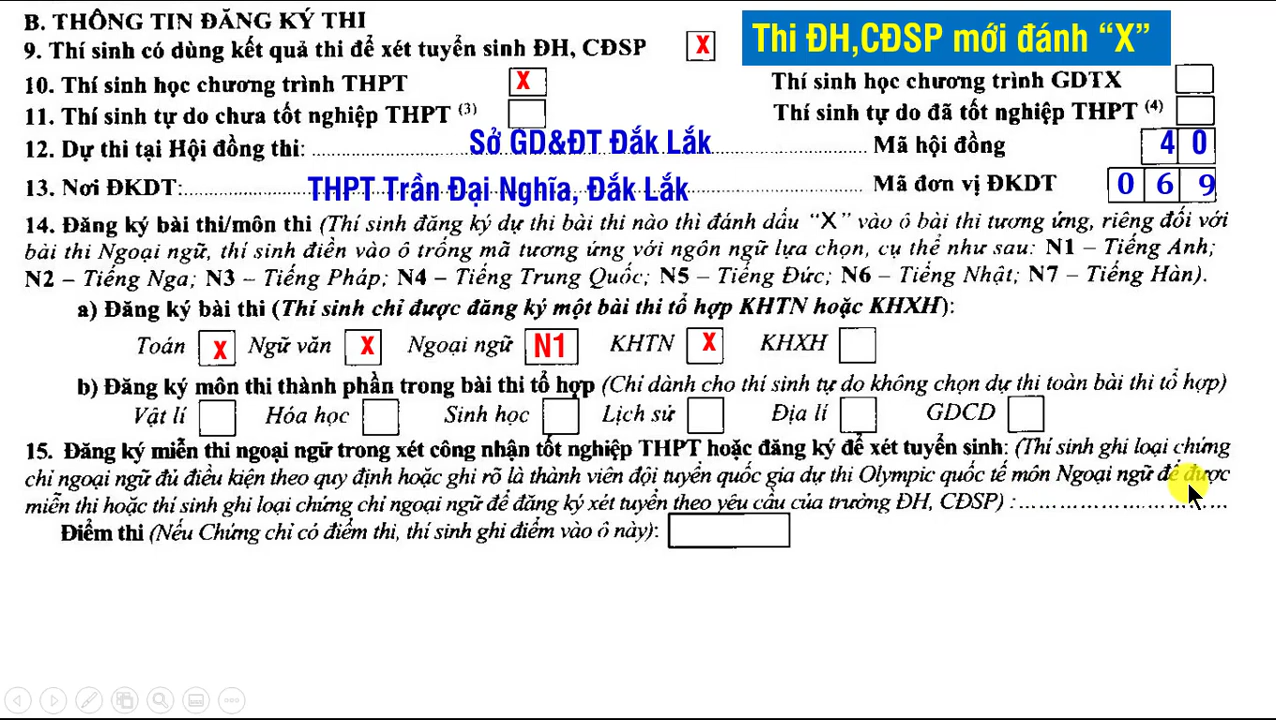 B. THÔNG TIN ĐĂNG KÝ THI
9. Thí sinh có dùng kết quả thi để xét tuyển sinh ĐH, CĐSP X Thi ĐH,CĐSP mới đánh “X”
10. Thí sinh học chương trình THPT X Thí sinh học chương trình GDTX
11. Thí sinh tự do chưa tốt nghiệp THPT (3) Thí sinh tự do đã tốt nghiệp THPT (4)
12. Dự thi tại Hội đồng thi: Sở GD&ĐT Đắk Lắk Mã hội đồng 4 0
13. Nơi ĐKDT: THPT Trần Đại Nghĩa, Đắk Lắk Mã đơn vị ĐKDT 0 6 9
14. Đăng ký bài thi/môn thi (Thí sinh đăng ký dự thi bài thi nào thì đánh dấu “X” vào ô bài thi tương ứng, riêng đối với
bài thi Ngoại ngữ, thí sinh điền vào ô trống mã tương ứng với ngôn ngữ lựa chọn, cụ thể như sau: N1 – Tiếng Anh;
N2 – Tiếng Nga; N3 – Tiếng Pháp; N4 – Tiếng Trung Quốc; N5 – Tiếng Đức; N6 – Tiếng Nhật; N7 – Tiếng Hàn).
a) Đăng ký bài thi (Thí sinh chỉ được đăng ký một bài thi tổ hợp KHTN hoặc KHXH):
Toán X Ngữ văn X Ngoại ngữ N1 KHTN X KHXH
b) Đăng ký môn thi thành phần trong bài thi tổ hợp (Chỉ dành cho thí sinh tự do không chọn dự thi toàn bài thi tổ hợp)
Vật lí Hóa học Sinh học Lịch sử Địa lí GDCD
15. Đăng ký miễn thi ngoại ngữ trong xét công nhận tốt nghiệp THPT hoặc đăng ký để xét tuyển sinh: (Thí sinh ghi loại chứng
chỉ ngoại ngữ đủ điều kiện theo quy định hoặc ghi rõ là thành viên đội tuyển quốc gia dự thi Olympic quốc tế môn Ngoại ngữ để được
miễn thi hoặc thí sinh ghi loại chứng chỉ ngoại ngữ để đăng ký xét tuyển theo yêu cầu của trường ĐH, CĐSP) : ..............................
Điểm thi (Nếu Chứng chỉ có điểm thi, thí sinh ghi điểm vào ô này):